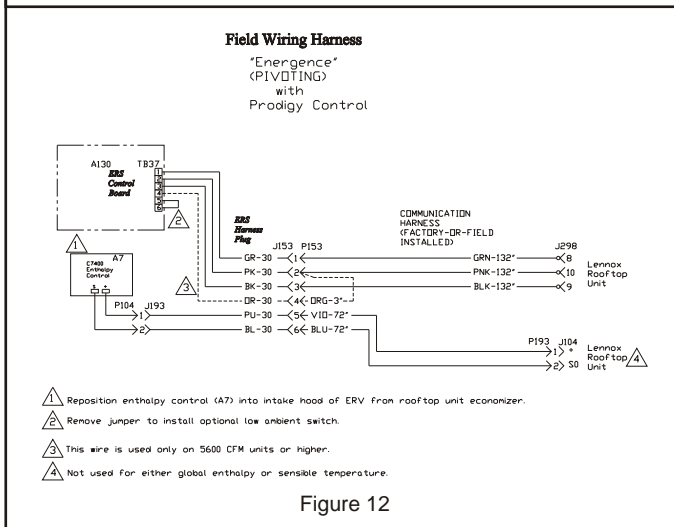 Field Wiring Harness
"Energence"
(PIVOTING)
with
Prodigy Control
A130 TB37
ERS
Control
Board
1
2
3
4
5
6
2
1
A7
C7400
Enthalpy
Control
S +
3
ERS
Harness
Plug
COMMUNICATION
HARNESS
(FACTORY-OR-FIELD
INSTALLED)
J153 P153
J298
GR-30 1 GRN-132" 8
PK-30 2 PNK-132" 10
BK-30 3 BLK-132" 9
Lennox
Rooftop
Unit
OR-30 4 ORG-3"
P104 J193
1 PU-30 5 VIO-72"
2 BL-30 6 BLU-72"
P193 J104
1 +
2 SO
Lennox
Rooftop
Unit
4
1 Reposition enthalpy control (A7) into intake hood of ERV from rooftop unit economizer.
2 Remove jumper to install optional low ambient switch.
3 This wire is used only on 5600 CFM units or higher.
4 Not used for either global enthalpy or sensible temperature.
Figure 12